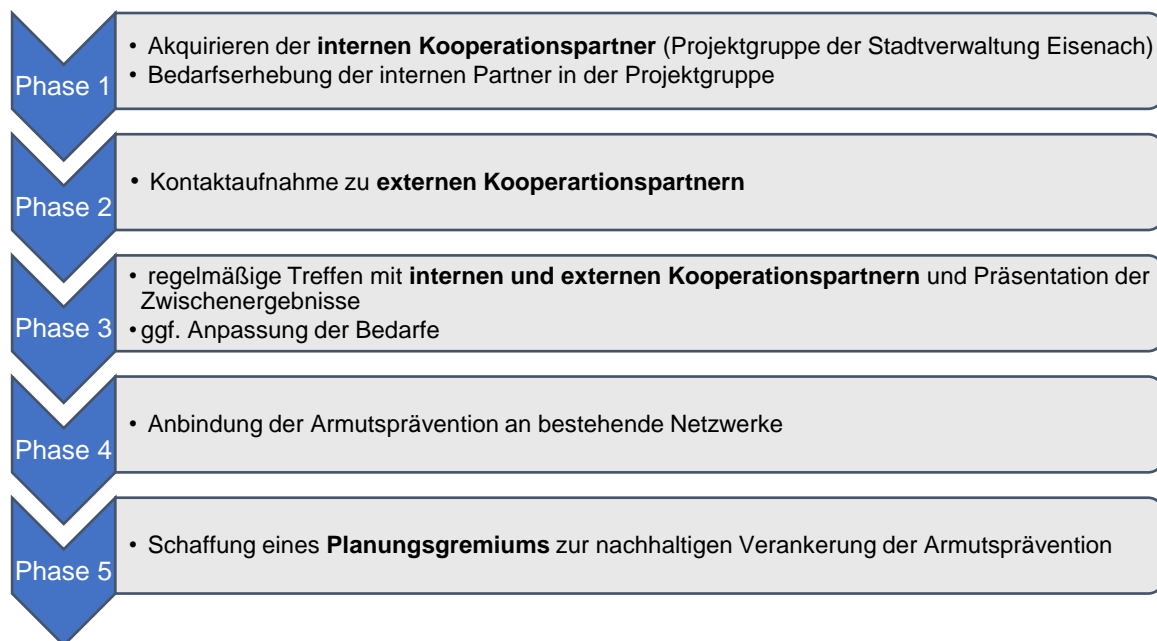 Phase 1
• Akquirieren der internen Kooperationspartner (Projektgruppe der Stadtverwaltung Eisenach)
• Bedarfserhebung der internen Partner in der Projektgruppe
Phase 2
• Kontaktaufnahme zu externen Kooperartionspartnern
Phase 3
• regelmäßige Treffen mit internen und externen Kooperationspartnern und Präsentation der
Zwischenergebnisse
• ggf. Anpassung der Bedarfe
Phase 4
• Anbindung der Armutsprävention an bestehende Netzwerke
Phase 5
• Schaffung eines Planungsgremiums zur nachhaltigen Verankerung der Armutsprävention